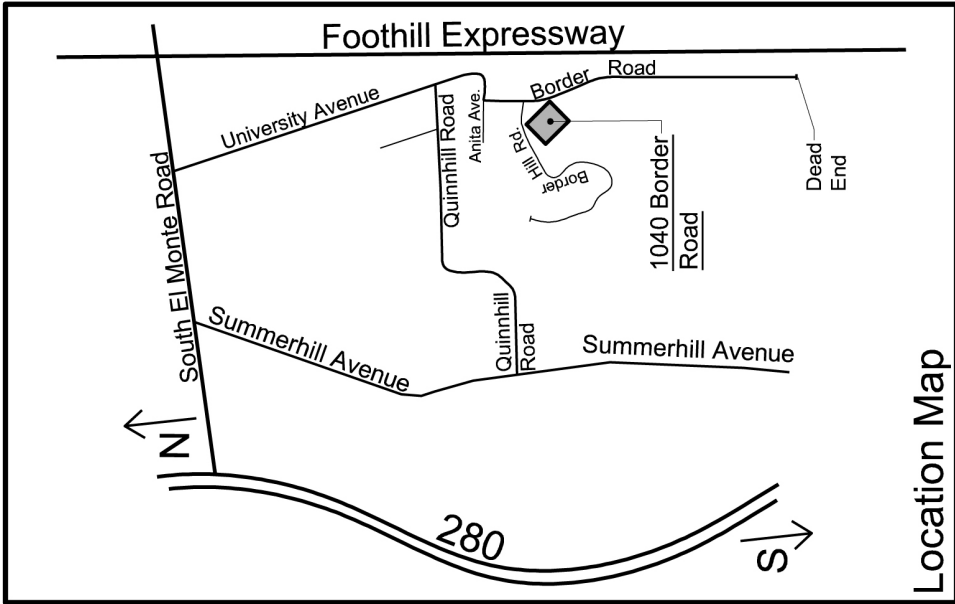 Foothill Expressway
Border
Road
University Avenue
Quinnhill Road
Anita Ave.
Hill Rd.
Border
1040 Border
Road
Dead
End
South El Monte Road
Quinnhill
Road
Summerhill Avenue
Summerhill Avenue
N
280
S
Location Map